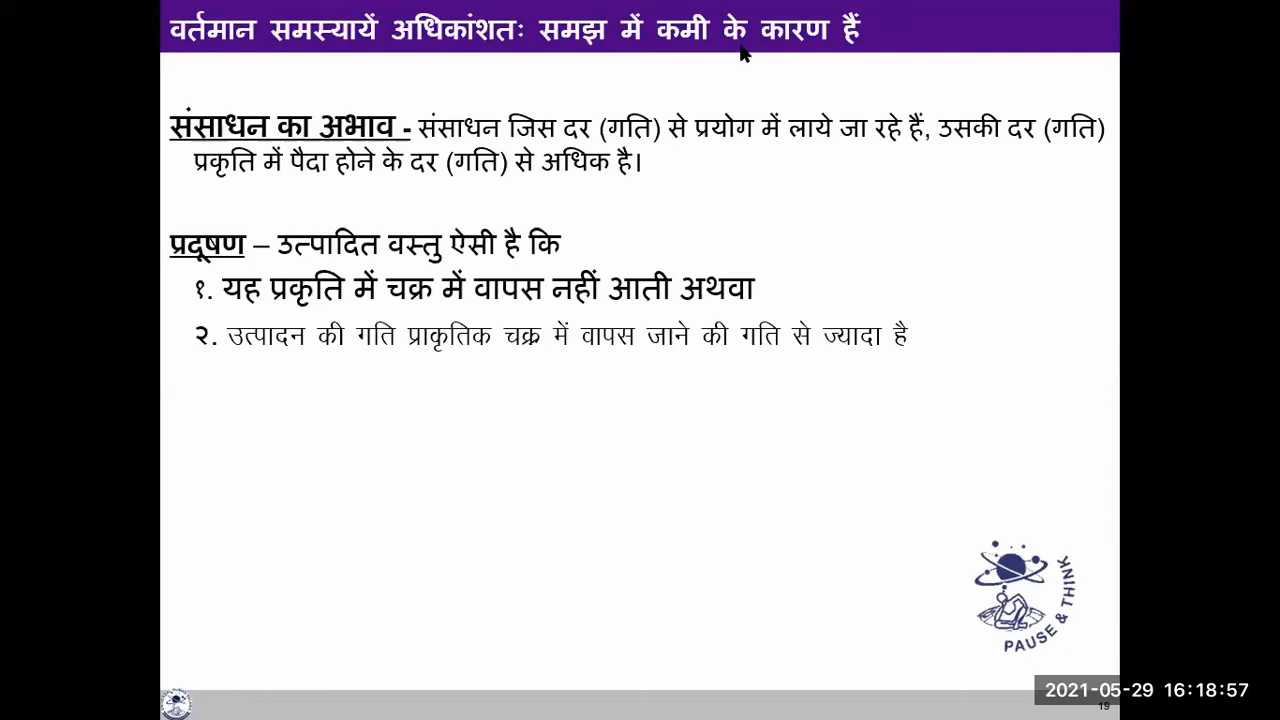 वर्तमान समस्यायें अधिकांशतः समझ में कमी के कारण हैं
संसाधन का अभाव - संसाधन जिस दर (गति) से प्रयोग में लाये जा रहे हैं, उसकी दर (गति)
प्रकृति में पैदा होने के दर (गति) से अधिक है।
प्रदूषण – उत्पादित वस्तु ऐसी है कि
१. यह प्रकृति में चक्र में वापस नहीं आती अथवा
२. उत्पादन की गति प्राकृतिक चक्र में वापस जाने की गति से ज्यादा है
PAUSE & THINK
2021-05-29 16:18:57
19